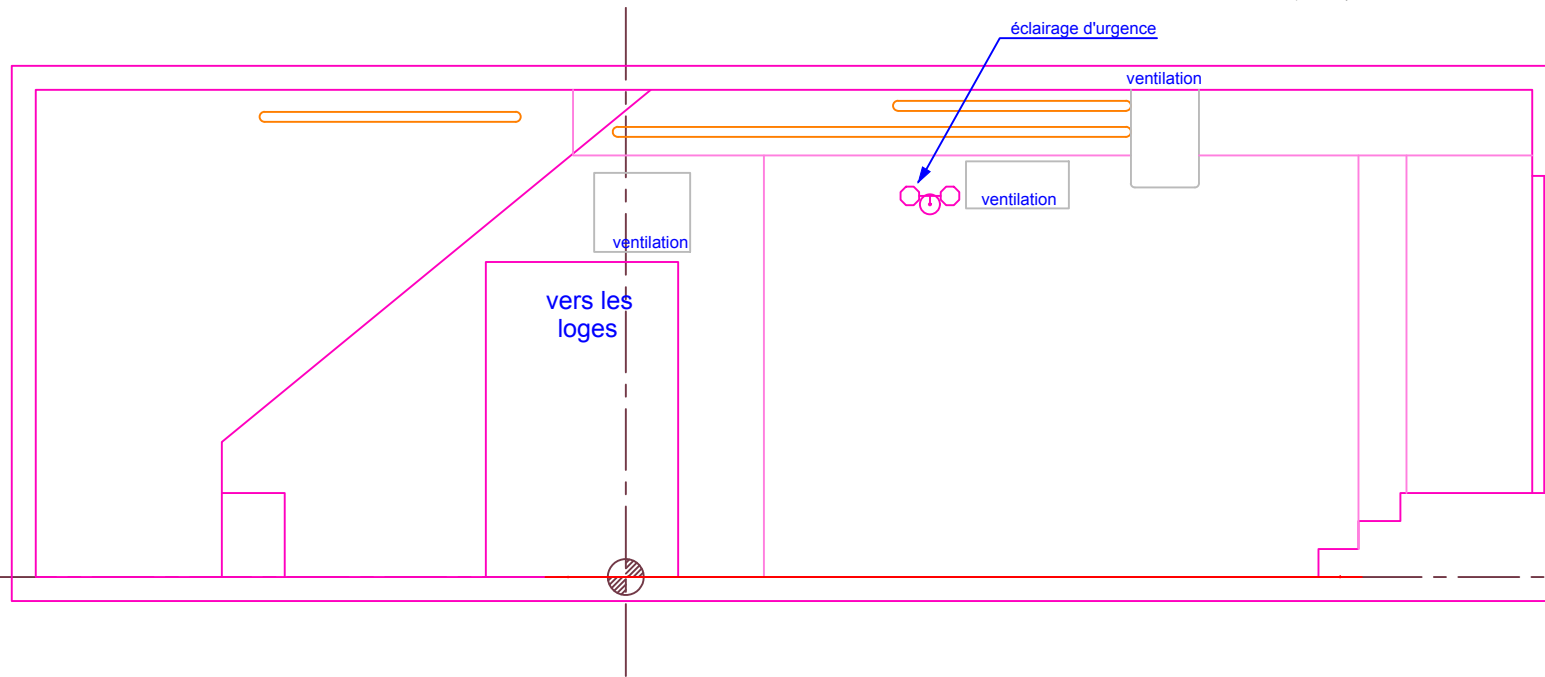 éclairage d'urgence
ventilation
ventilation
ventilation
vers les
loges